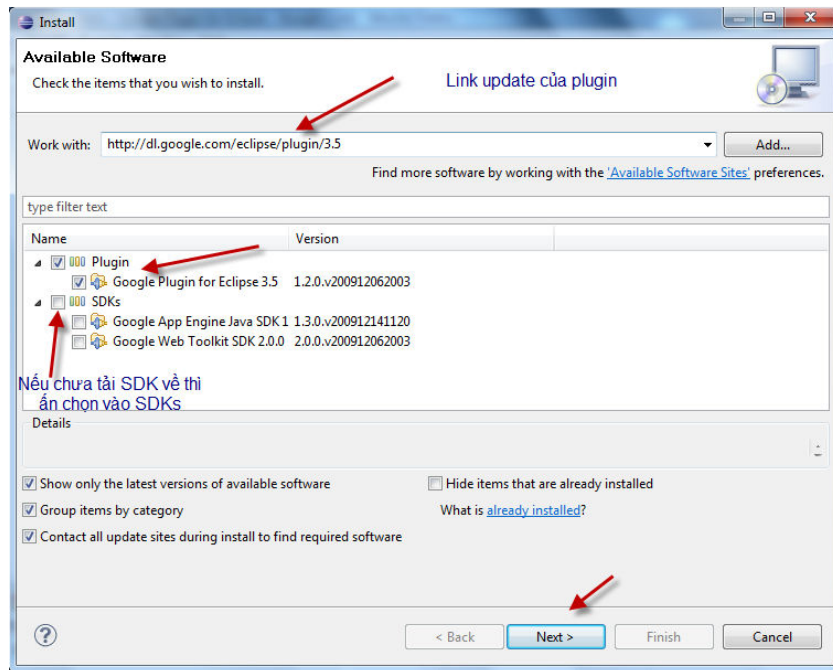 Install
Available Software
Check the items that you wish to install.
Link update của plugin
Work with: http://dl.google.com/eclipse/plugin/3.5 Add...
Find more software by working with the 'Available Software Sites' preferences.
type filter text
Name Version
Plugin
Google Plugin for Eclipse 3.5 1.2.0.v200912062003
SDKs
Google App Engine Java SDK 1 1.3.0.v200912141120
Google Web Toolkit SDK 2.0.0 2.0.0.v200912062003
Nếu chưa tải SDK về thì
ấn chọn vào SDKs
Details
Show only the latest versions of available software Hide items that are already installed
Group items by category What is already installed?
Contact all update sites during install to find required software
? < Back Next > Finish Cancel